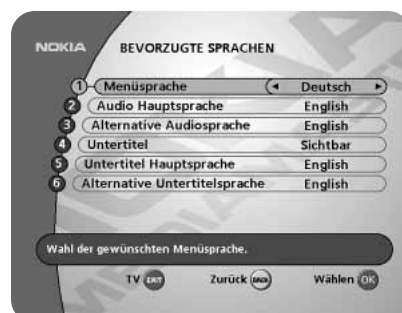 NOKIA BEVORZUGTE SPRACHEN
1 Menüsprache Deutsch
2 Audio Hauptsprache English
3 Alternative Audiosprache English
4 Untertitel Sichtbar
5 Untertitel Hauptsprache English
6 Alternative Untertitelsprache English
Wahl der gewünschten Menüsprache.
TV EXIT Zurück BACK Wählen OK